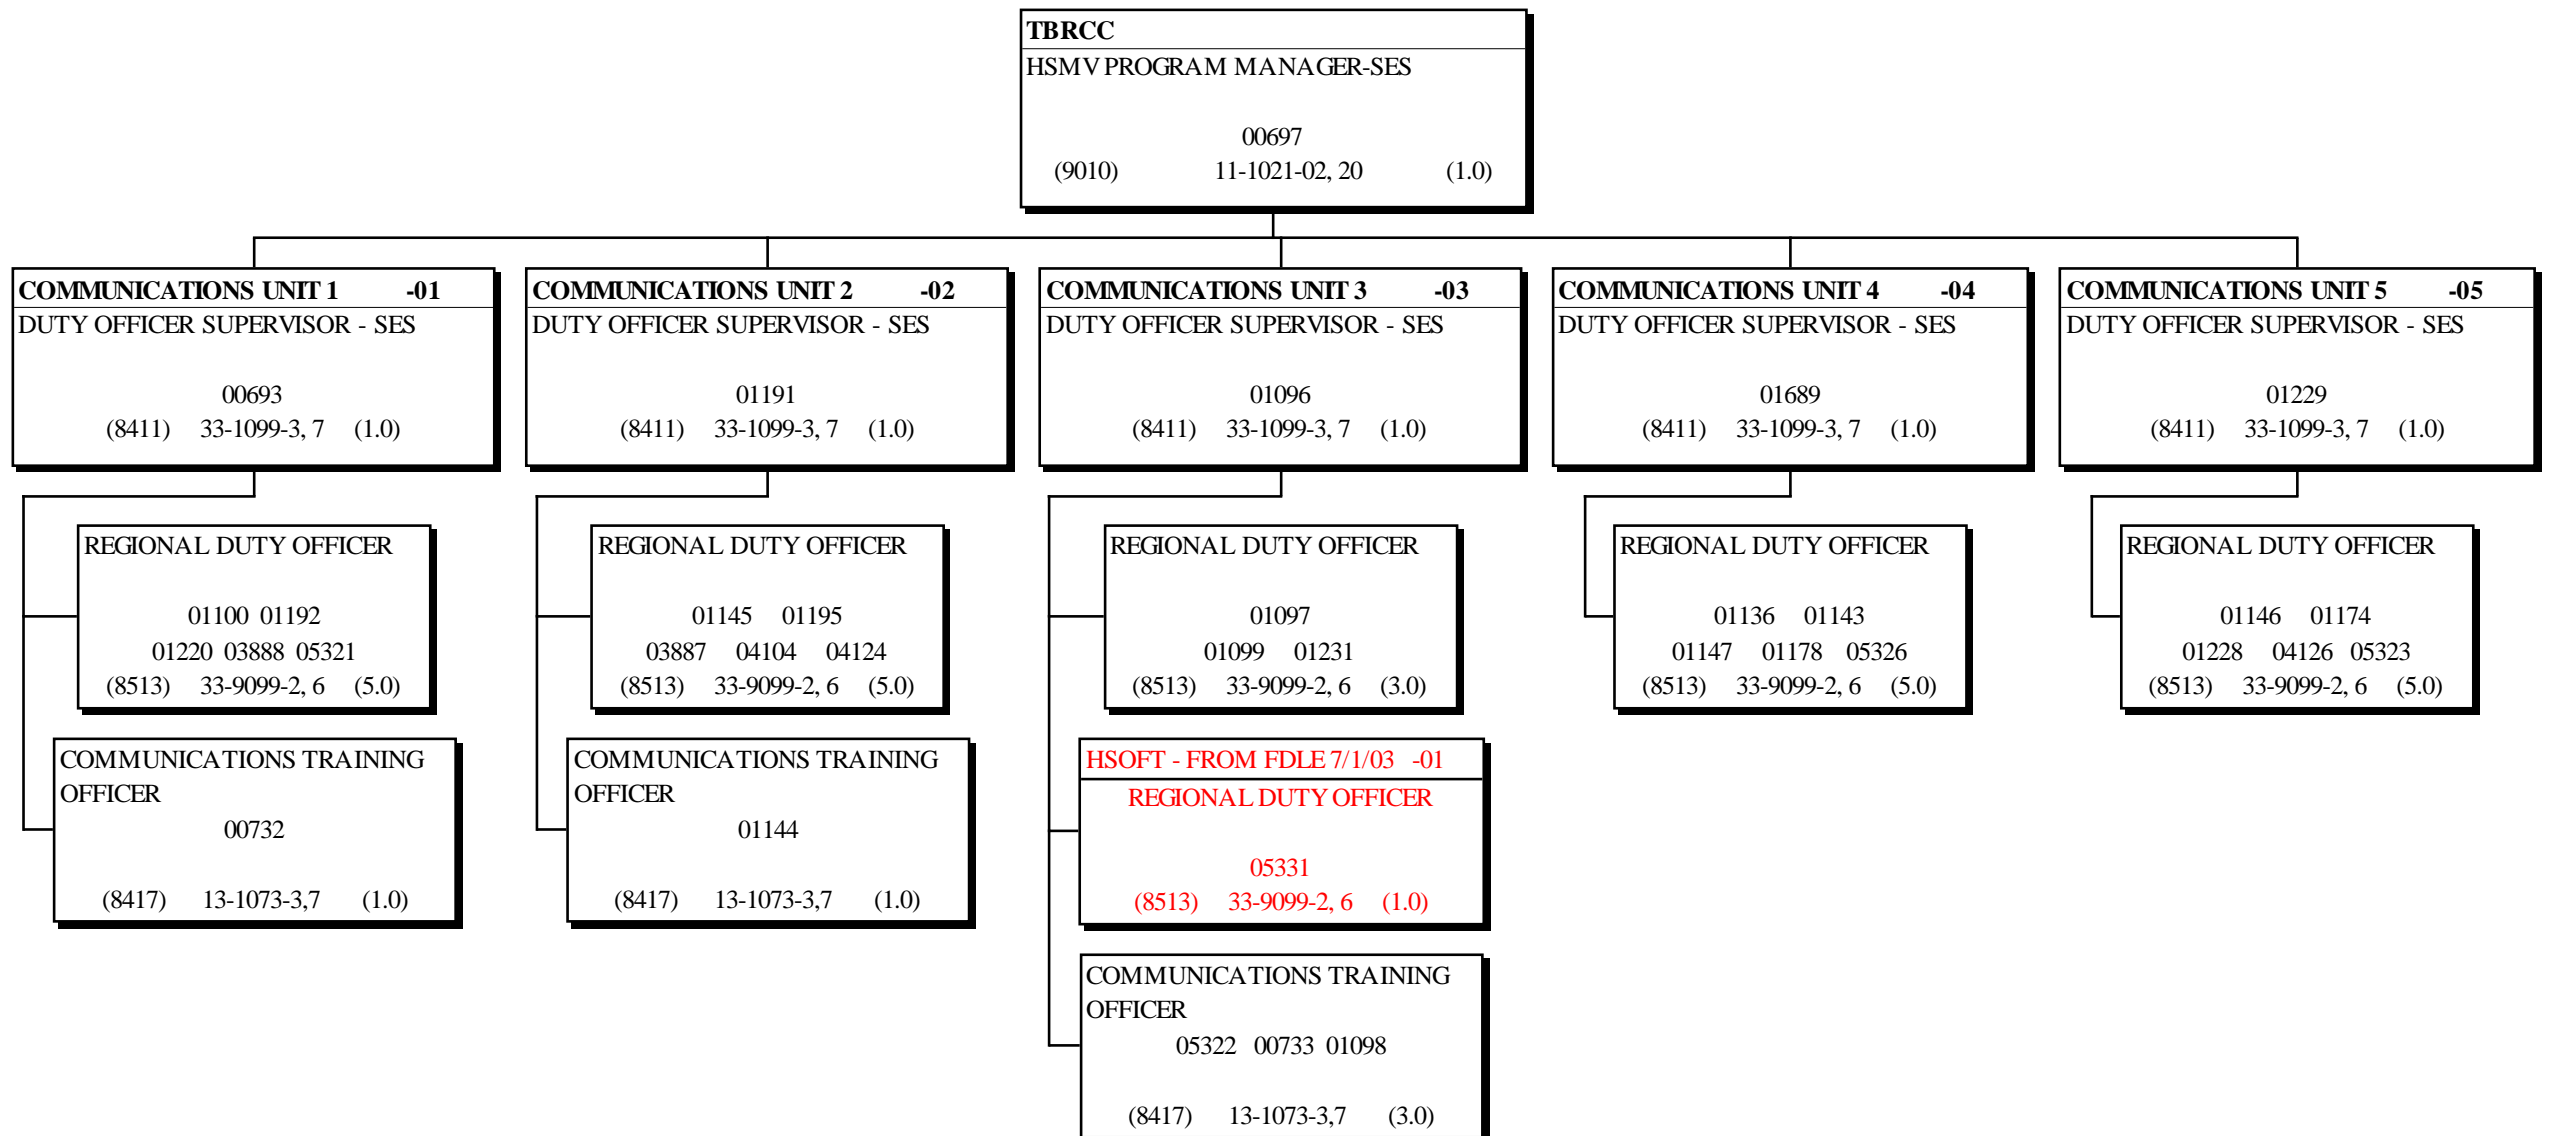 TBRCC
HSMV PROGRAM MANAGER-SES
00697
(9010) 11-1021-02, 20 (1.0)
COMMUNICATIONS UNIT 1 -01
DUTY OFFICER SUPERVISOR - SES
00693
(8411) 33-1099-3, 7 (1.0)
REGIONAL DUTY OFFICER
01100 01192
01220 03888 05321
(8513) 33-9099-2, 6 (5.0)
COMMUNICATIONS TRAINING
OFFICER
00732
(8417) 13-1073-3,7 (1.0)
COMMUNICATIONS UNIT 2 -02
DUTY OFFICER SUPERVISOR - SES
01191
(8411) 33-1099-3, 7 (1.0)
REGIONAL DUTY OFFICER
01145 01195
03887 04104 04124
(8513) 33-9099-2, 6 (5.0)
COMMUNICATIONS TRAINING
OFFICER
01144
(8417) 13-1073-3,7 (1.0)
COMMUNICATIONS UNIT 3 -03
DUTY OFFICER SUPERVISOR - SES
01096
(8411) 33-1099-3, 7 (1.0)
REGIONAL DUTY OFFICER
01097
01099 01231
(8513) 33-9099-2, 6 (3.0)
HSOFT - FROM FDLE 7/1/03 -01
REGIONAL DUTY OFFICER
05331
(8513) 33-9099-2, 6 (1.0)
COMMUNICATIONS TRAINING
OFFICER
05322 00733 01098
(8417) 13-1073-3,7 (3.0)
COMMUNICATIONS UNIT 4 -04
DUTY OFFICER SUPERVISOR - SES
01689
(8411) 33-1099-3, 7 (1.0)
REGIONAL DUTY OFFICER
01136 01143
01147 01178 05326
(8513) 33-9099-2, 6 (5.0)
COMMUNICATIONS UNIT 5 -05
DUTY OFFICER SUPERVISOR - SES
01229
(8411) 33-1099-3, 7 (1.0)
REGIONAL DUTY OFFICER
01146 01174
01228 04126 05323
(8513) 33-9099-2, 6 (5.0)